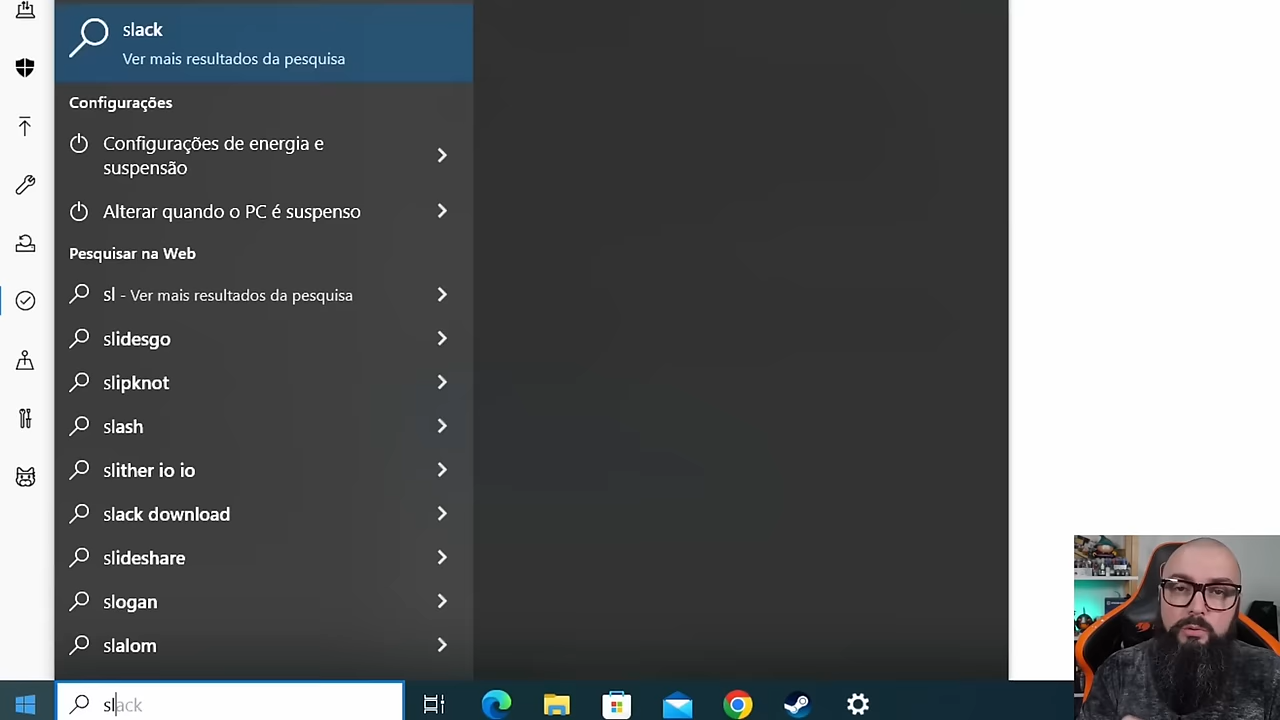 slack
Ver mais resultados da pesquisa
Configurações
Configurações de energia e
suspensão
Alterar quando o PC é suspenso
Pesquisar na Web
sl - Ver mais resultados da pesquisa
slidesgo
slipknot
slash
slither io io
slack download
slideshare
slogan
slalom
slack